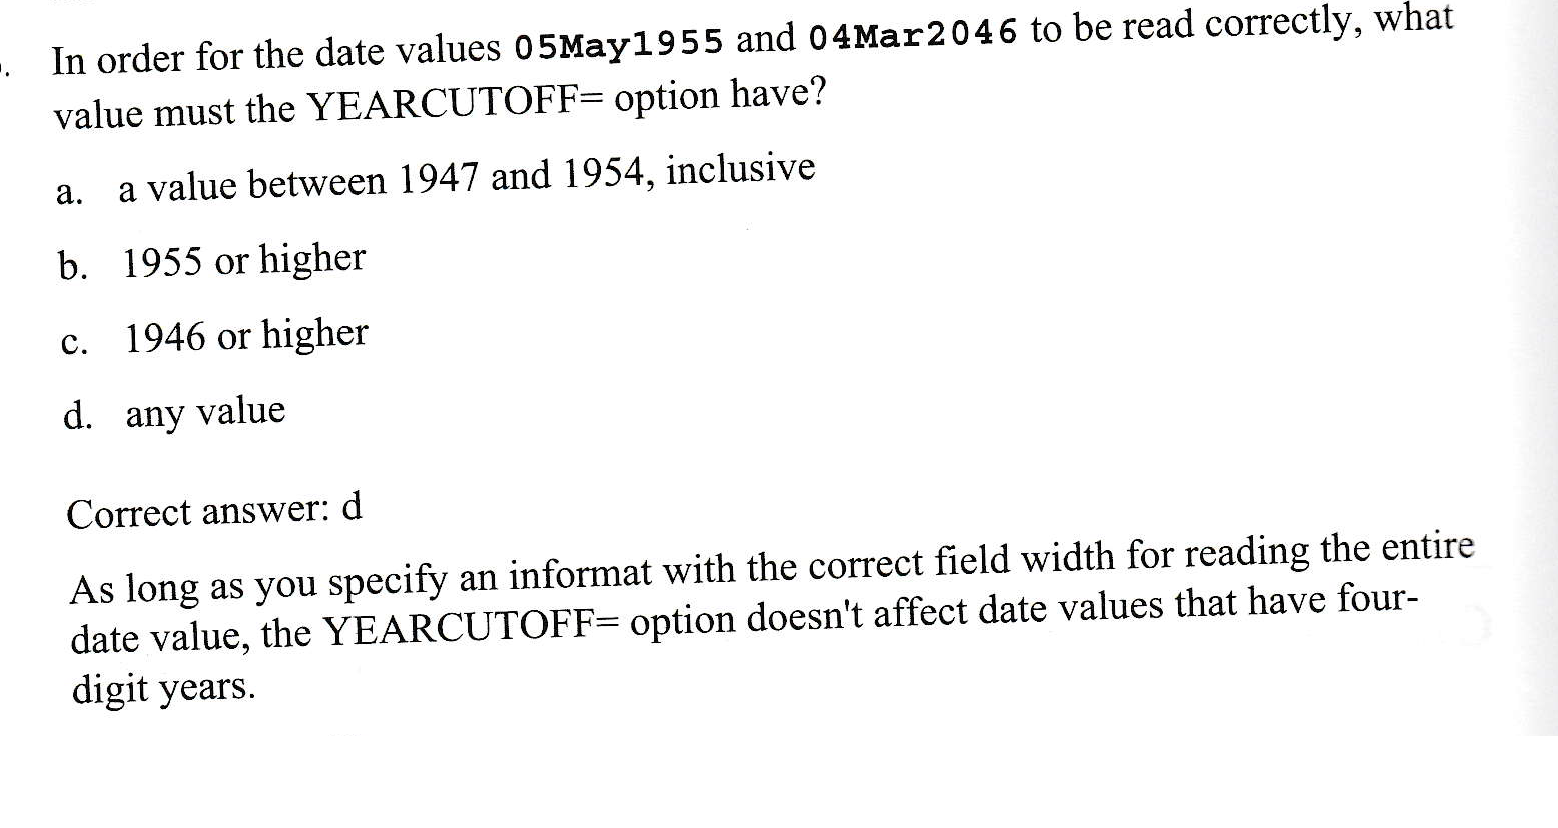 . In order for the date values 05May1955 and 04Mar2046 to be read correctly, what
value must the YEARCUTOFF= option have?
a. a value between 1947 and 1954, inclusive
b. 1955 or higher
c. 1946 or higher
d. any value
Correct answer: d
As long as you specify an informat with the correct field width for reading the entire
date value, the YEARCUTOFF= option doesn't affect date values that have four-
digit years.